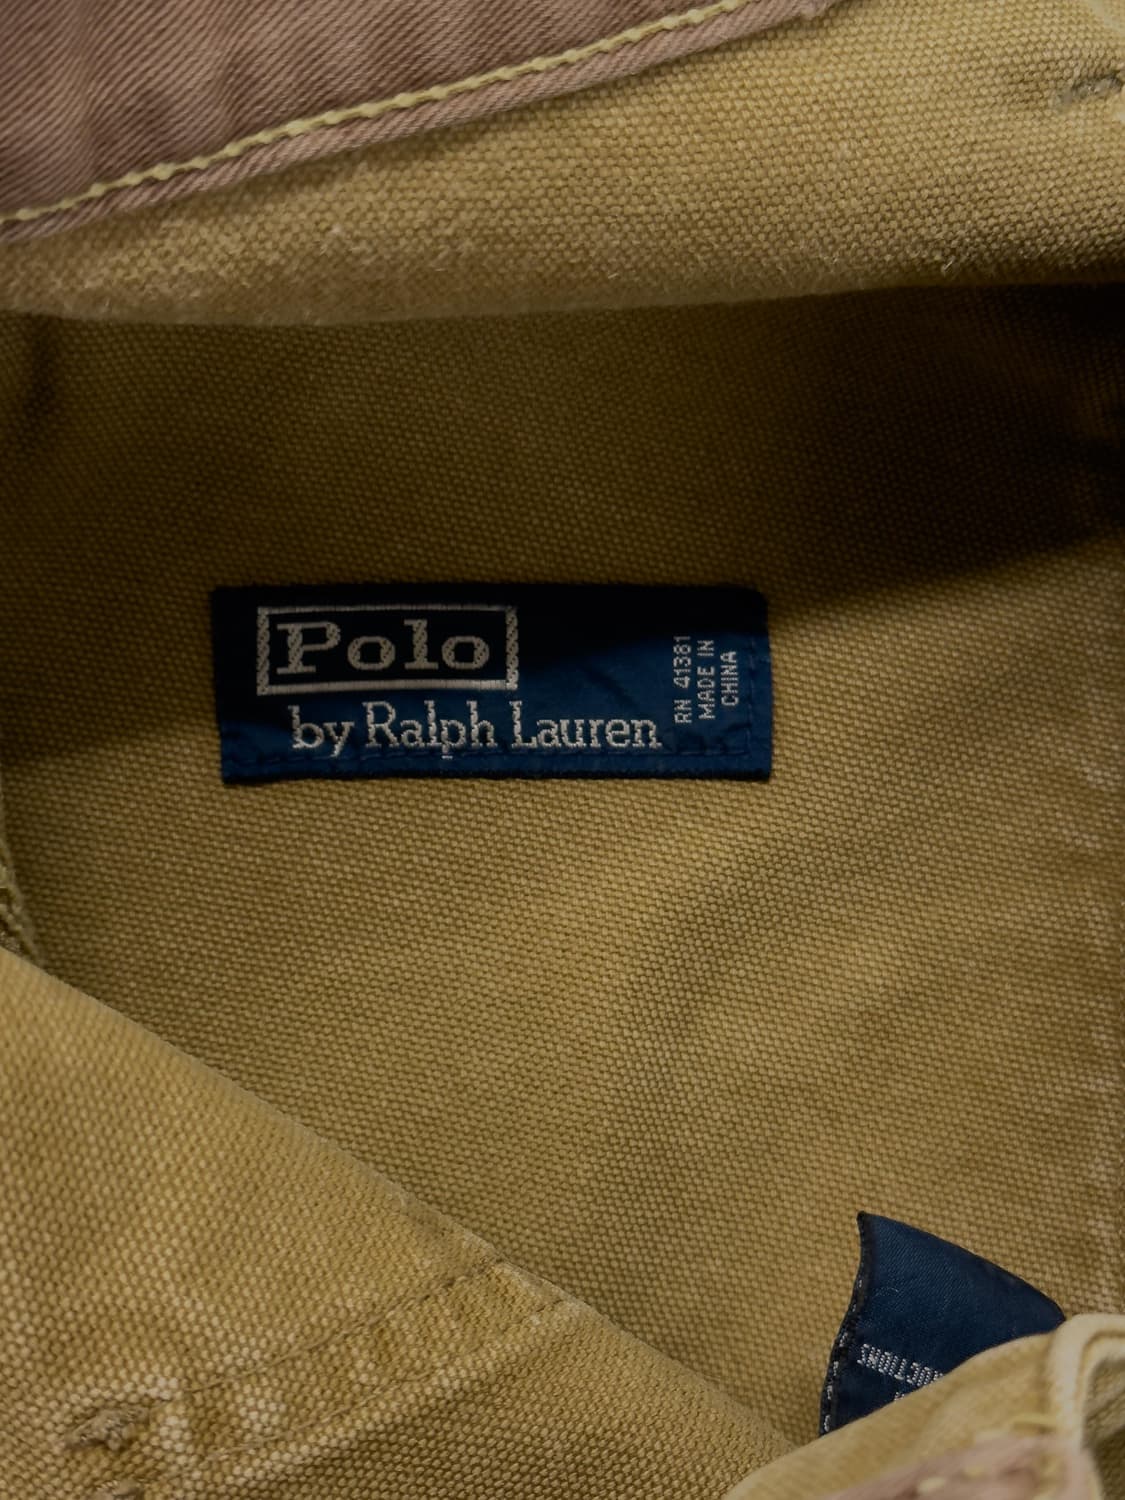 Polo
by Ralph Lauren
RN 41381
MADE IN
CHINA